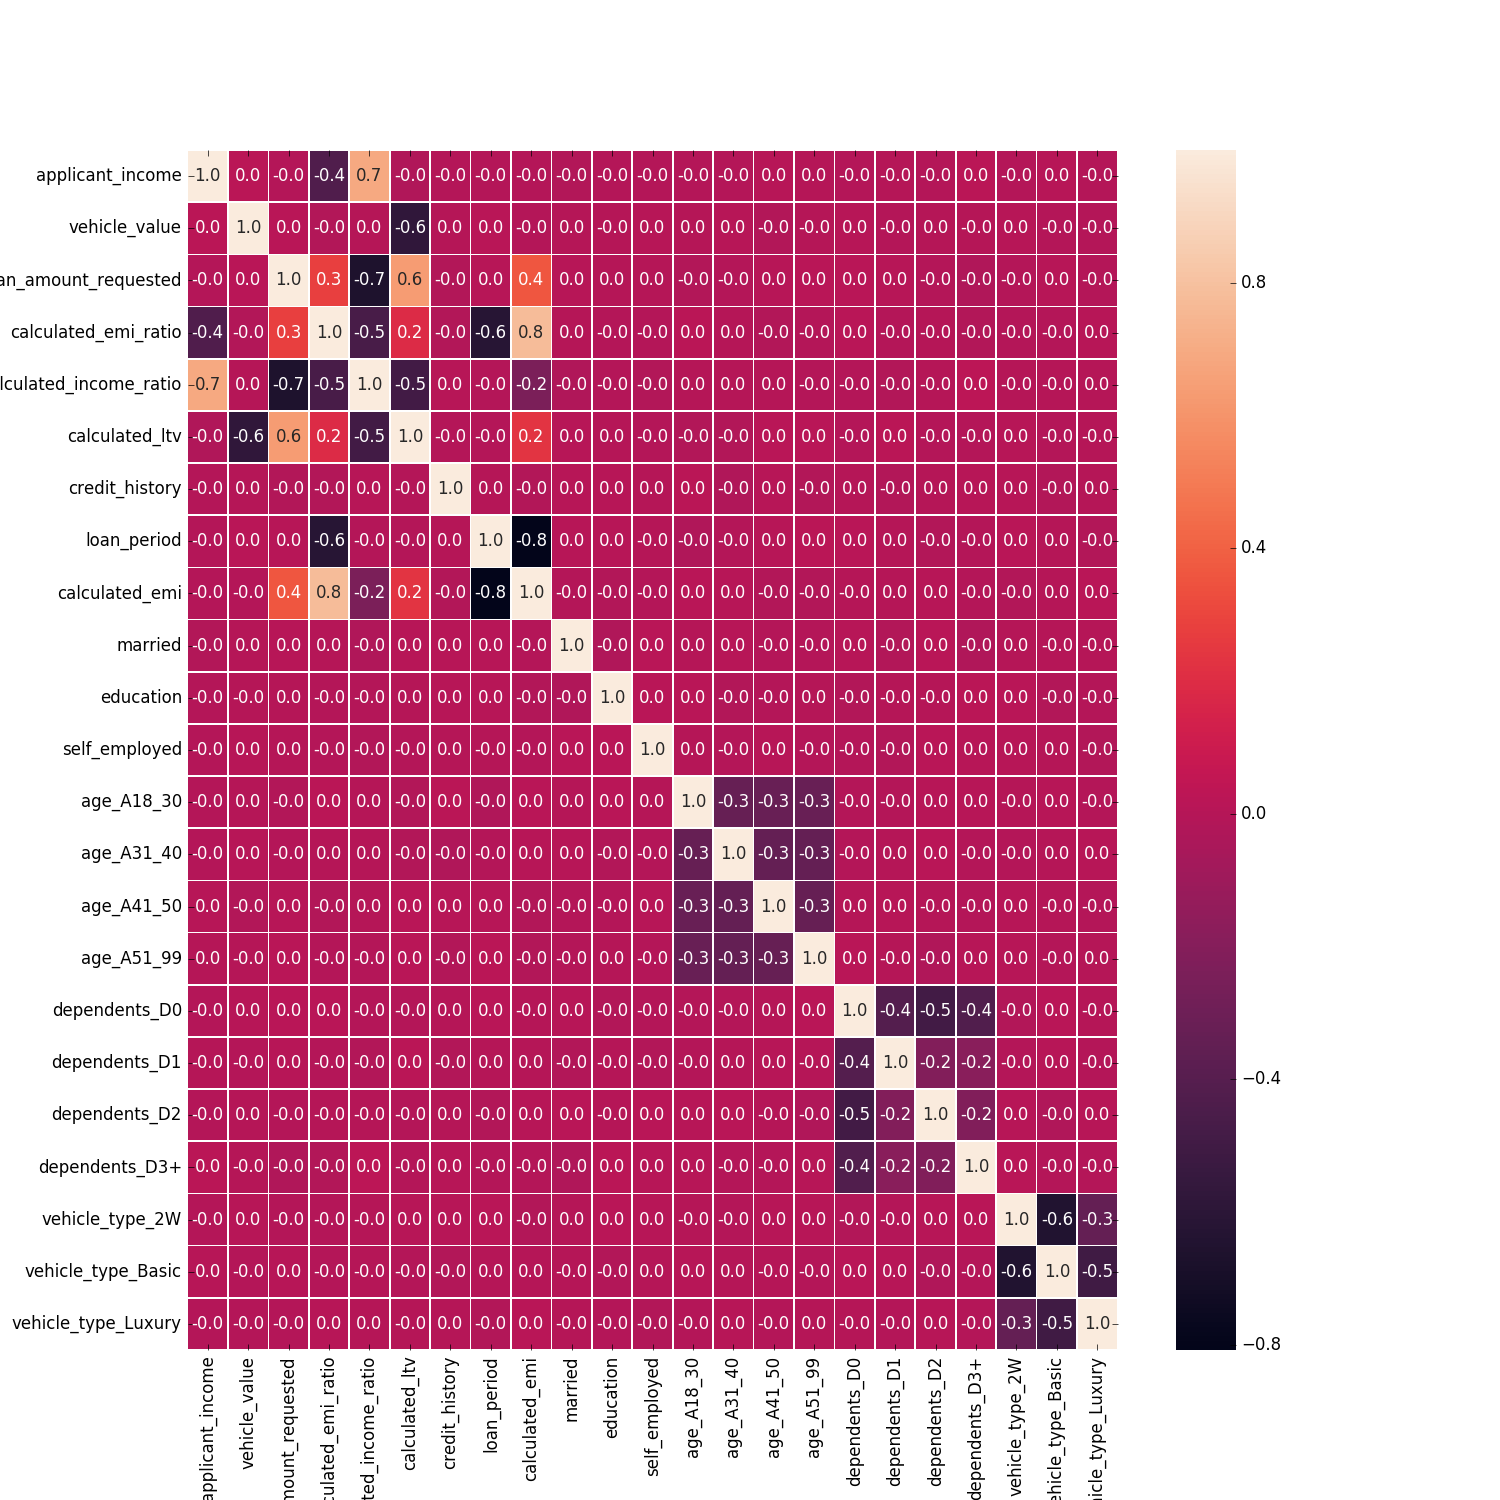 applicant_income 1.0 0.0 -0.0 -0.4 0.7 -0.0 -0.0 -0.0 -0.0 -0.0 -0.0 -0.0 -0.0 -0.0 0.0 0.0 -0.0 -0.0 -0.0 0.0 -0.0 0.0 -0.0
vehicle_value 0.0 1.0 0.0 -0.0 0.0 -0.6 0.0 0.0 -0.0 0.0 0.0 0.0 0.0 0.0 -0.0 -0.0 0.0 -0.0 0.0 -0.0 0.0 -0.0 -0.0
an_amount_requested -0.0 0.0 1.0 0.3 -0.7 0.6 -0.0 0.0 0.4 0.0 0.0 0.0 -0.0 0.0 0.0 0.0 -0.0 0.0 -0.0 -0.0 -0.0 0.0 -0.0
calculated_emi_ratio -0.4 -0.0 0.3 1.0 -0.5 0.2 -0.0 -0.6 0.8 0.0 0.0 -0.0 0.0 0.0 -0.0 -0.0 0.0 0.0 -0.0 -0.0 -0.0 -0.0 0.0
lculated_income_ratio 0.7 0.0 -0.7 -0.5 1.0 -0.5 0.0 -0.0 -0.2 -0.0 -0.0 -0.0 0.0 -0.0 0.0 0.0 -0.0 -0.0 -0.0 0.0 -0.0 -0.0 0.0
calculated_ltv -0.0 -0.6 0.6 0.2 -0.5 1.0 -0.0 -0.0 0.2 0.0 0.0 -0.0 -0.0 -0.0 0.0 0.0 -0.0 0.0 -0.0 -0.0 0.0 -0.0 0.0
credit_history -0.0 0.0 -0.0 -0.0 0.0 -0.0 1.0 0.0 -0.0 0.0 0.0 0.0 0.0 -0.0 0.0 -0.0 0.0 -0.0 0.0 0.0 0.0 -0.0 0.0
loan_period -0.0 0.0 0.0 -0.6 -0.0 -0.0 0.0 1.0 -0.8 0.0 0.0 -0.0 -0.0 -0.0 0.0 0.0 0.0 0.0 -0.0 -0.0 -0.0 0.0 -0.0
calculated_emi -0.0 -0.0 0.4 0.8 -0.2 0.2 -0.0 -0.8 1.0 -0.0 -0.0 -0.0 0.0 0.0 -0.0 -0.0 -0.0 0.0 0.0 -0.0 -0.0 0.0 0.0
married -0.0 0.0 0.0 0.0 -0.0 0.0 0.0 0.0 -0.0 1.0 -0.0 0.0 0.0 0.0 -0.0 -0.0 0.0 -0.0 0.0 -0.0 0.0 0.0 -0.0
education -0.0 0.0 0.0 0.0 -0.0 0.0 0.0 0.0 -0.0 -0.0 1.0 0.0 0.0 -0.0 -0.0 0.0 0.0 0.0 -0.0 0.0 0.0 -0.0 -0.0
self_employed -0.0 0.0 0.0 -0.0 -0.0 -0.0 0.0 -0.0 -0.0 0.0 0.0 1.0 0.0 -0.0 0.0 -0.0 -0.0 -0.0 0.0 0.0 -0.0 0.0 -0.0
age_A18_30 -0.0 0.0 -0.0 0.0 0.0 -0.0 0.0 -0.0 0.0 0.0 0.0 0.0 1.0 -0.3 -0.3 -0.3 -0.0 -0.0 0.0 0.0 -0.0 0.0 -0.0
age_A31_40 -0.0 0.0 0.0 0.0 -0.0 -0.0 -0.0 -0.0 0.0 0.0 -0.0 -0.0 -0.3 1.0 -0.3 -0.3 -0.0 0.0 0.0 -0.0 -0.0 0.0 0.0
age_A41_50 0.0 -0.0 0.0 -0.0 0.0 0.0 0.0 0.0 -0.0 -0.0 -0.0 0.0 -0.3 -0.3 1.0 -0.3 0.0 0.0 -0.0 -0.0 0.0 -0.0 0.0
age_A51_99 0.0 -0.0 0.0 -0.0 0.0 0.0 -0.0 0.0 -0.0 -0.0 0.0 -0.0 -0.3 -0.3 -0.3 1.0 0.0 -0.0 -0.0 0.0 0.0 -0.0 0.0
dependents_D0 -0.0 0.0 -0.0 0.0 -0.0 -0.0 0.0 0.0 -0.0 0.0 0.0 -0.0 -0.0 -0.0 0.0 0.0 1.0 -0.4 -0.5 -0.4 -0.0 0.0 -0.0
dependents_D1 -0.0 -0.0 0.0 0.0 -0.0 0.0 -0.0 0.0 0.0 -0.0 0.0 -0.0 -0.0 0.0 0.0 -0.0 -0.4 1.0 -0.2 -0.2 -0.0 0.0 -0.0
dependents_D2 -0.0 0.0 -0.0 -0.0 -0.0 -0.0 0.0 -0.0 0.0 0.0 -0.0 0.0 0.0 0.0 -0.0 -0.0 -0.5 -0.2 1.0 -0.2 0.0 -0.0 0.0
dependents_D3+ 0.0 -0.0 -0.0 -0.0 0.0 -0.0 0.0 -0.0 -0.0 -0.0 0.0 0.0 0.0 -0.0 -0.0 0.0 -0.4 -0.2 -0.2 1.0 0.0 -0.0 -0.0
vehicle_type_2W -0.0 0.0 -0.0 -0.0 -0.0 0.0 0.0 -0.0 -0.0 0.0 0.0 -0.0 -0.0 -0.0 0.0 0.0 -0.0 -0.0 0.0 0.0 1.0 -0.6 -0.3
vehicle_type_Basic 0.0 -0.0 0.0 -0.0 -0.0 -0.0 -0.0 0.0 0.0 0.0 -0.0 0.0 0.0 0.0 -0.0 -0.0 0.0 0.0 -0.0 -0.0 -0.6 1.0 -0.5
vehicle_type_Luxury -0.0 -0.0 -0.0 0.0 0.0 0.0 0.0 -0.0 0.0 -0.0 -0.0 -0.0 -0.0 0.0 0.0 0.0 -0.0 -0.0 0.0 -0.0 -0.3 -0.5 1.0
applicant_income
vehicle_value
mount_requested
culated_emi_ratio
ted_income_ratio
calculated_ltv
credit_history
loan_period
calculated_emi
married
education
self_employed
age_A18_30
age_A31_40
age_A41_50
age_A51_99
dependents_D0
dependents_D1
dependents_D2
dependents_D3+
vehicle_type_2W
ehicle_type_Basic
icle_type_Luxury
0.8
0.4
0.0
−0.4
−0.8